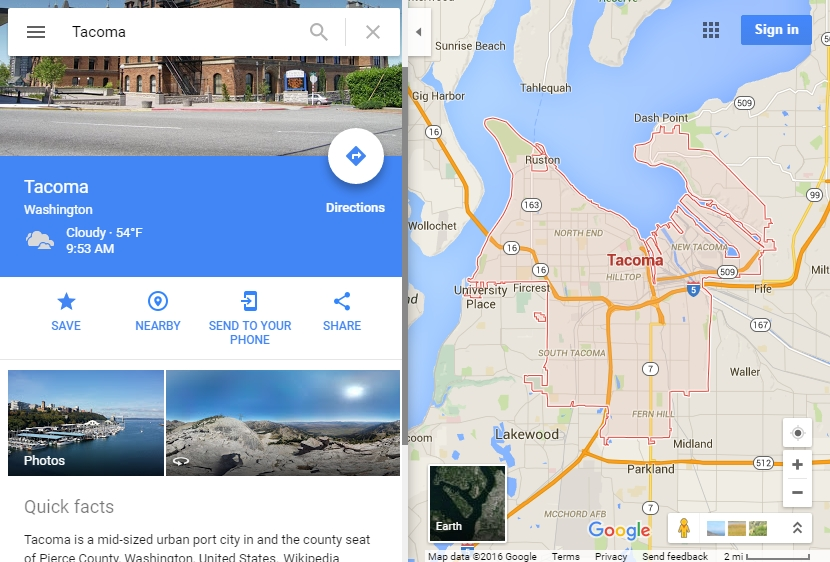 Tacoma
Tacoma
Washington
Cloudy · 54°F
9:53 AM
Directions
SAVE
NEARBY
SEND TO YOUR
PHONE
SHARE
Photos
Quick facts
Tacoma is a mid-sized urban port city in and the county seat
of Pierce County, Washington, United States. Wikipedia
Sign in
Sunrise Beach
Tahlequah
Gig Harbor
509
Dash Point
16
Ruston
99
163
Wollochet
NORTH END
NEW TACOMA
16
Tacoma
16
HILLTOP
509
Milt
University
Place
Fircrest
5
Fife
167
SOUTH TACOMA
7
Waller
FERN HILL
Lakewood
Midland
Parkland
512
7
MCCHORD AFB
Earth
Google
Map data ©2016 Google
Terms
Privacy
Send feedback
2 mi